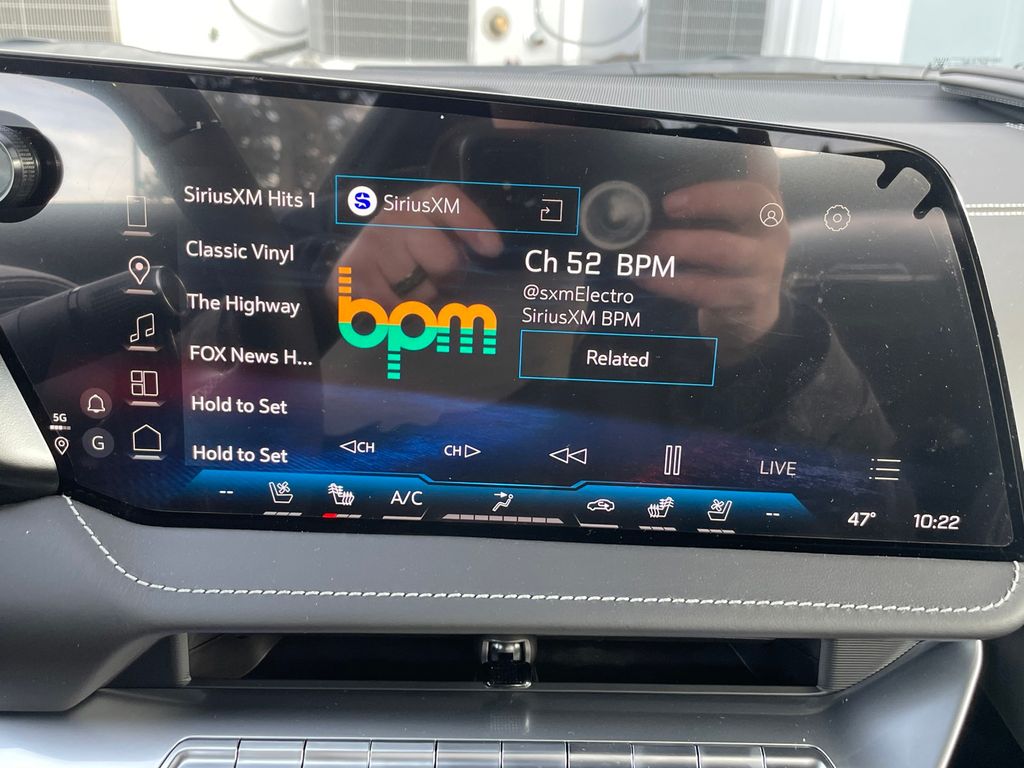 SiriusXM Hits 1
Classic Vinyl
The Highway
FOX News H...
Hold to Set
Hold to Set
SiriusXM
bpm
Ch 52 BPM
@sxmElectro
SiriusXM BPM
Related
5G
G
CH
CH
LIVE
--
A/C
--
47°
10:22